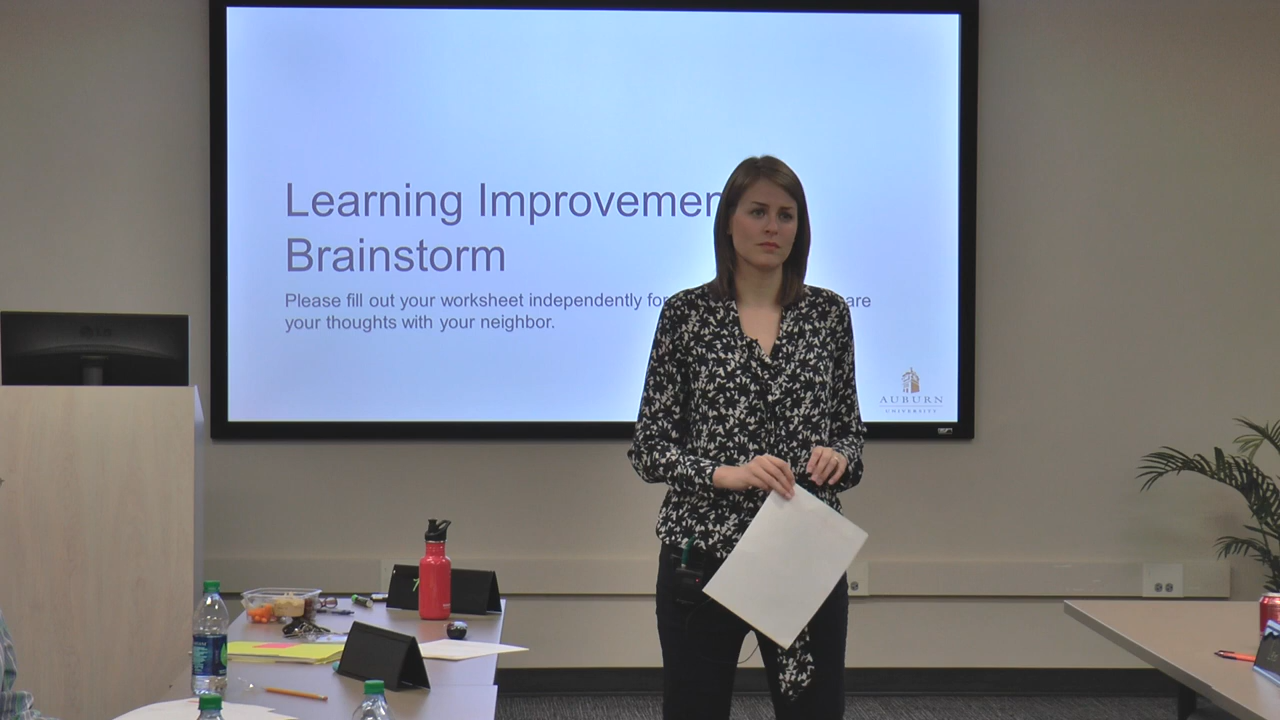 Learning Improvemen
Brainstorm
Please fill out your worksheet independently for are
your thoughts with your neighbor.
AUBURN
UNIVERSITY
LG